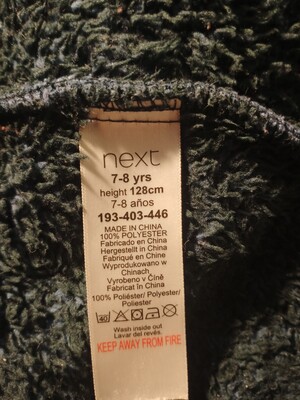 next
7-8 yrs
height 128cm
7-8 años
193-403-446
MADE IN CHINA
100% POLYESTER
Fabricado en China
Hergestellt in China
Fabriqué en Chine
Wyprodukowano w
Chinach
Vyrobeno v Číně
Fabricat în China
100% Poliéster/ Polyester/
Poliester
40
Wash inside out
Lavar del revés.
KEEP AWAY FROM FIRE